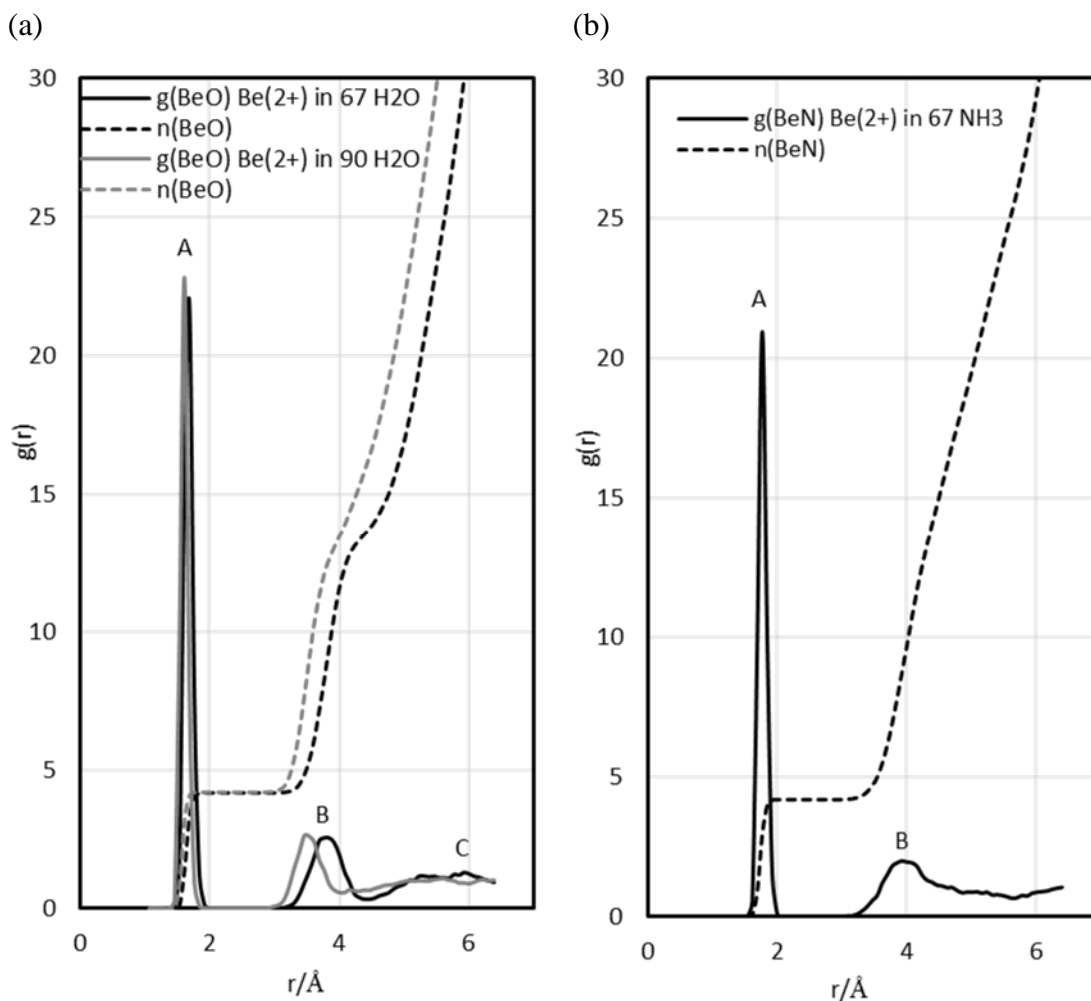 (a)
(b)
30
g(BeO) Be(2+) in 67 H2O
n(BeO)
g(BeO) Be(2+) in 90 H2O
n(BeO)
25
A
20
15
10
5
B
C
0
0 2 4 6
g(r)
r/Å
30
g(BeN) Be(2+) in 67 NH3
n(BeN)
25
A
20
15
10
5
B
0
0 2 4 6
g(r)
r/Å